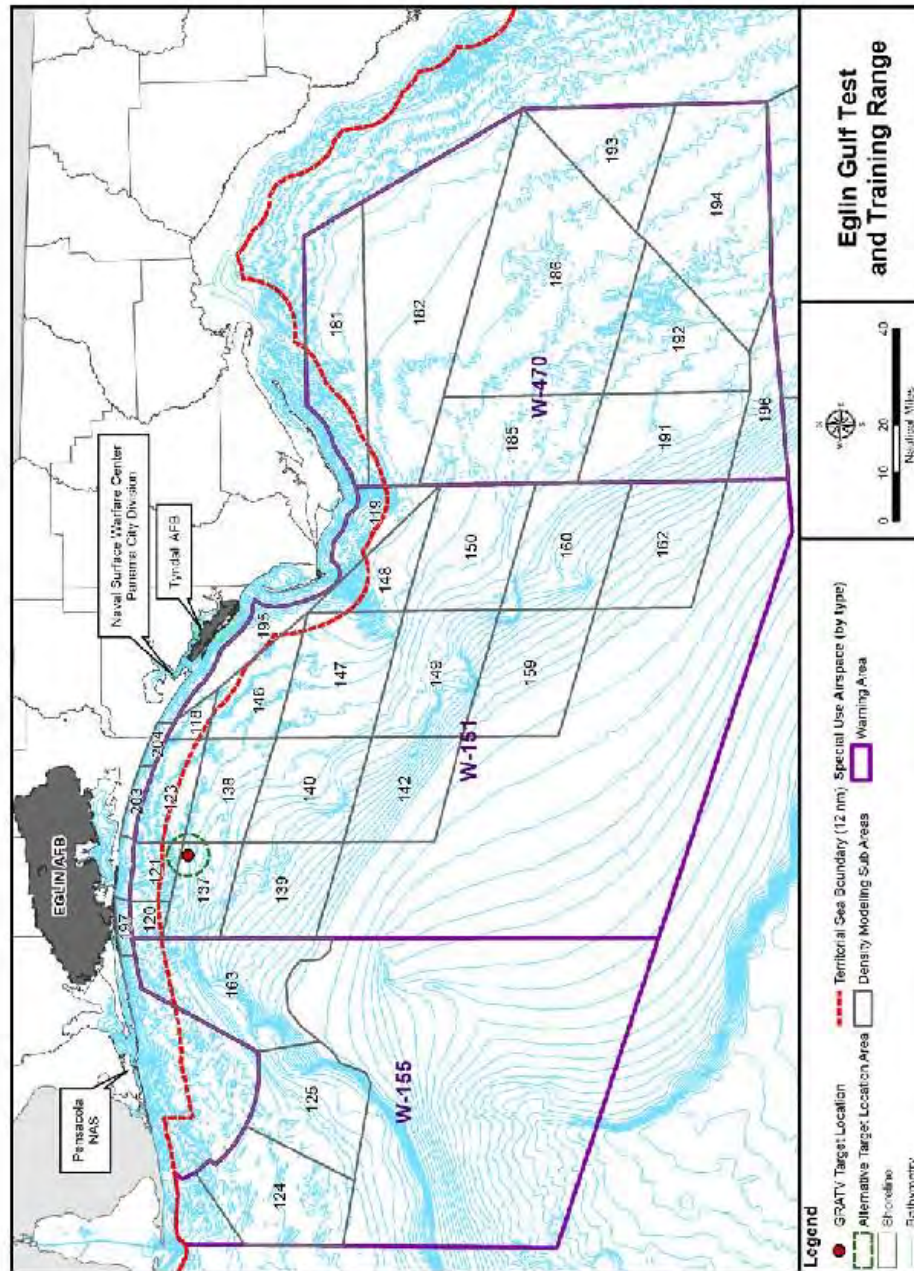 Pensacola
NAS
EGLIN AFB
Naval Surface Warfare Center
Panama City Division
Tyndall AFB
197
203
204
120
121
123
118
195
119
163
137
138
146
147
148
139
140
142
149
150
159
160
162
124
125
181
182
185
186
191
192
193
194
196
W-155
W-151
W-470
Legend
GRATV Target Location
Alternative Target Location Area
Shoreline
Bathymetry
Territorial Sea Boundary (12 nm)
Density Modeling Sub Areas
Special Use Airspace (by type)
Warning Area
N
S
0 10 20 40
Nautical Miles
Eglin Gulf Test
and Training Range